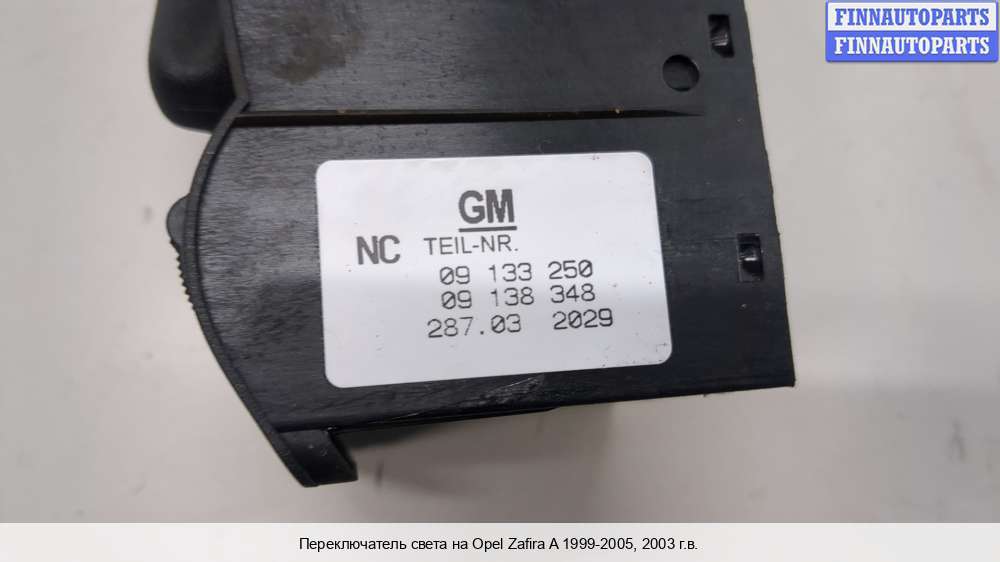 FINNAUTOPARTS
FINNAUTOPARTS
GM
NC TEIL-NR.
09 133 250
09 138 348
287.03 2029
Переключатель света на Opel Zafira A 1999-2005, 2003 г.в.